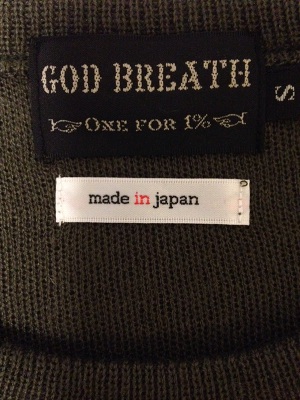 GOD BREATH
ONE FOR 1%
S
made in japan